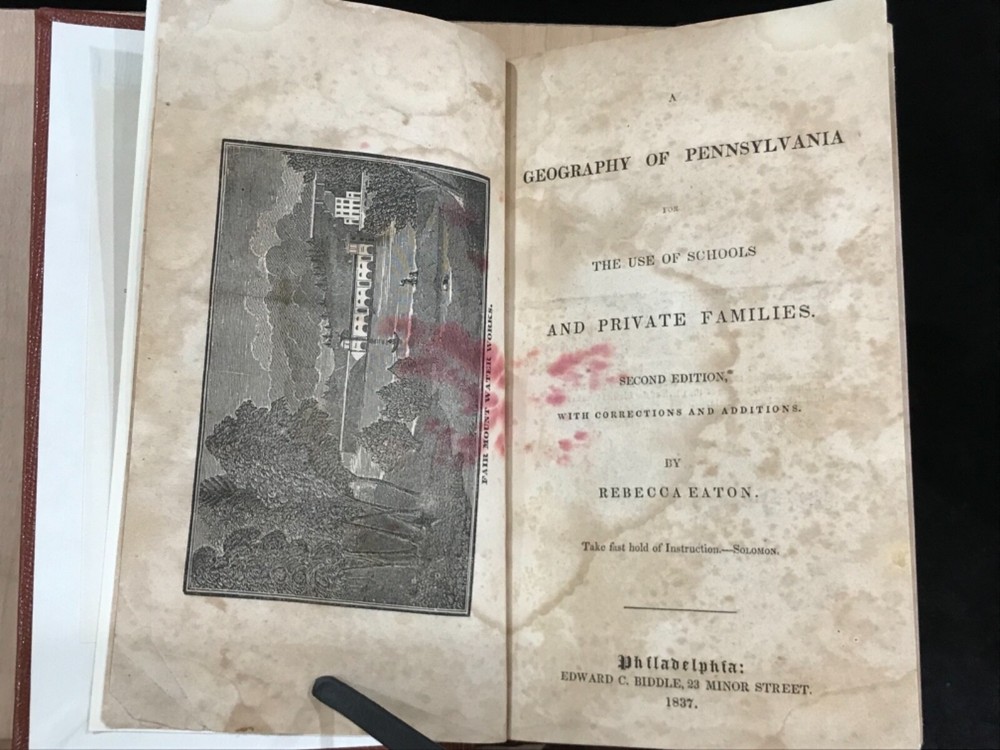 FAIR MOUNT WATER WORKS.
A
GEOGRAPHY OF PENNSYLVANIA
FOR
THE USE OF SCHOOLS
AND PRIVATE FAMILIES.
SECOND EDITION,
WITH CORRECTIONS AND ADDITIONS.
BY
REBECCA EATON.
Take fast hold of Instruction.—SOLOMON.
Philadelphia:
EDWARD C. BIDDLE, 23 MINOR STREET.
1837.